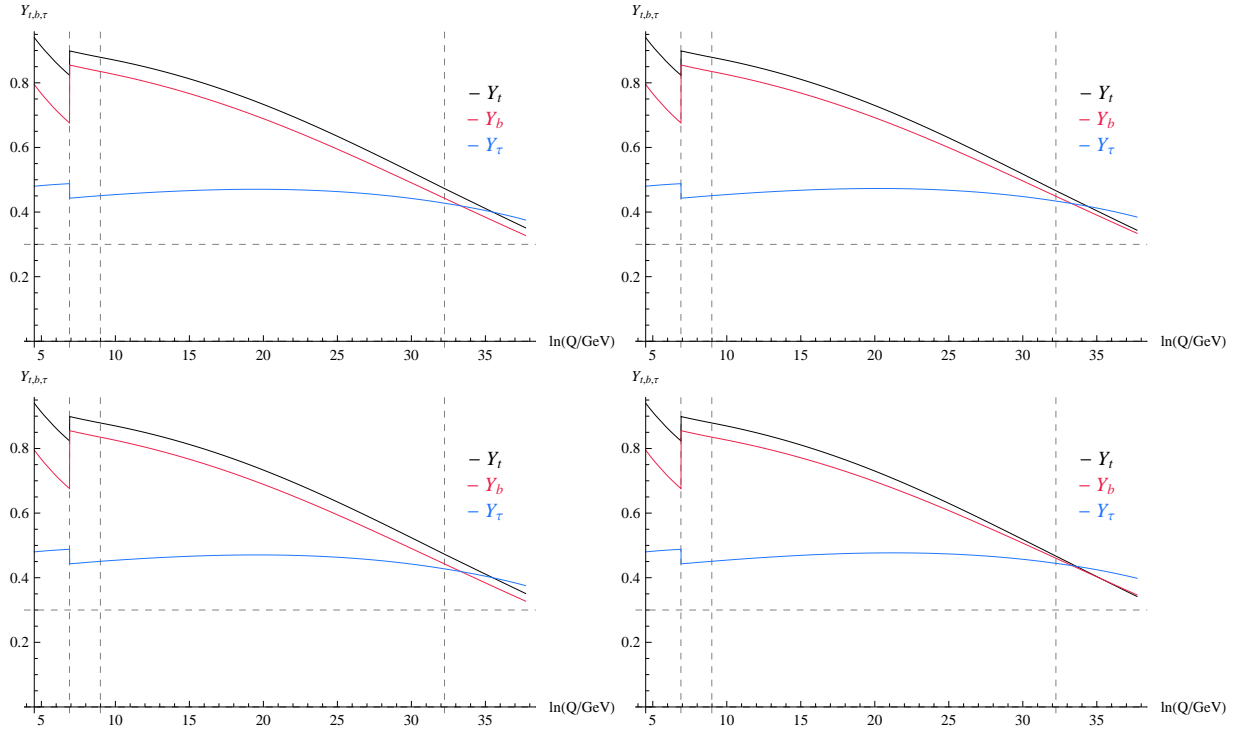 Y_{t,b,τ}
0.8
0.6
0.4
0.2
5 10 15 20 25 30 35
ln(Q/GeV)
– Y_t
– Y_b
– Y_τ
Y_{t,b,τ}
0.8
0.6
0.4
0.2
5 10 15 20 25 30 35
ln(Q/GeV)
– Y_t
– Y_b
– Y_τ
Y_{t,b,τ}
0.8
0.6
0.4
0.2
5 10 15 20 25 30 35
ln(Q/GeV)
– Y_t
– Y_b
– Y_τ
Y_{t,b,τ}
0.8
0.6
0.4
0.2
5 10 15 20 25 30 35
ln(Q/GeV)
– Y_t
– Y_b
– Y_τ